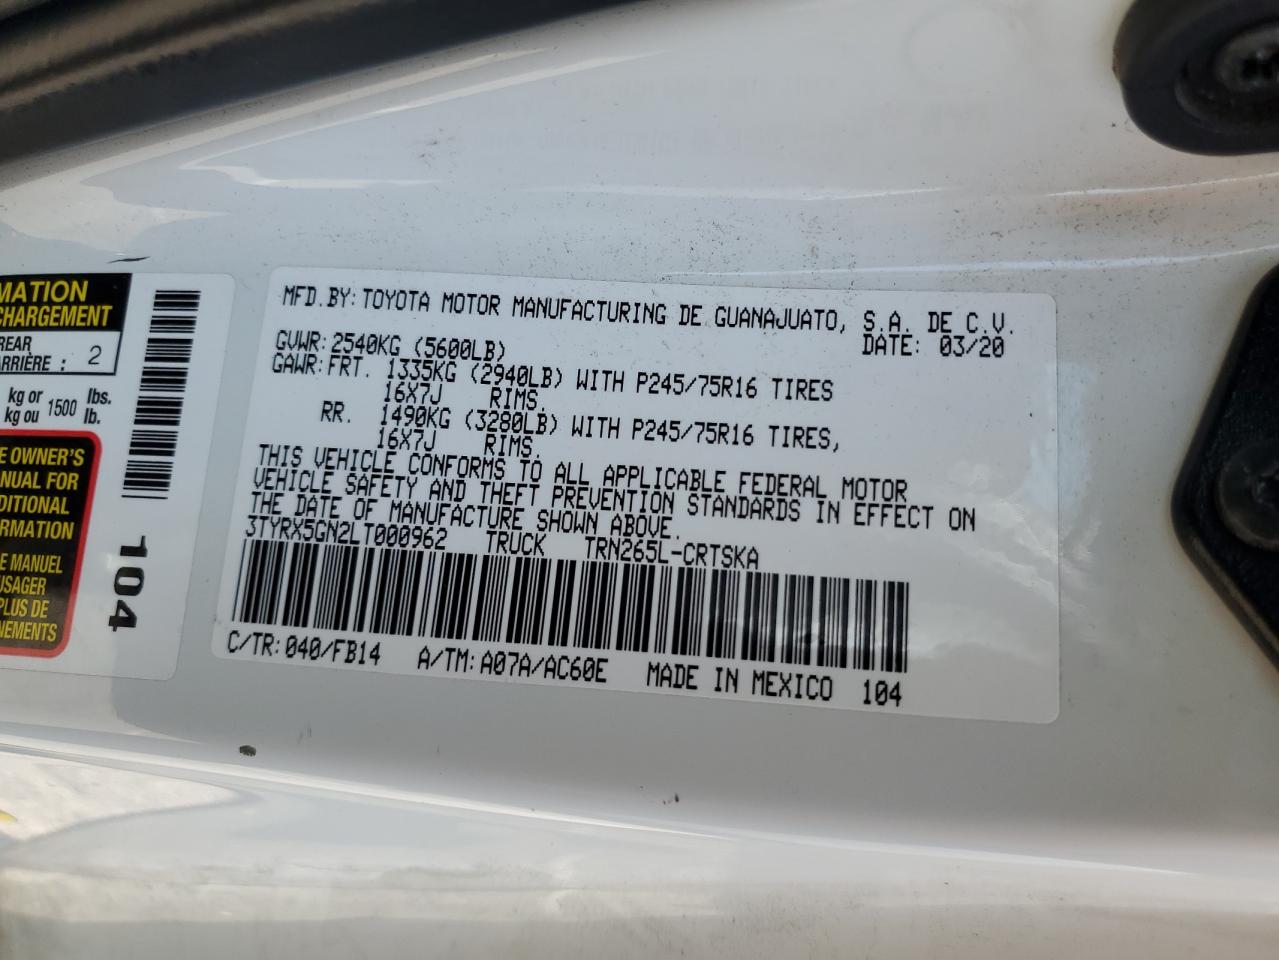 MATION
CHARGEMENT
REAR
ARRIÈRE : 2
kg or 1500 lbs.
kg ou lb.
E OWNER'S
NUAL FOR
DITIONAL
ORMATION
E MANUEL
USAGER
PLUS DE
NEMENTS
104
MFD.BY:TOYOTA MOTOR MANUFACTURING DE GUANAJUATO, S.A. DE C.V.
GVWR:2540KG (5600LB) DATE: 03/20
GAWR:FRT. 1335KG (2940LB) WITH P245/75R16 TIRES
16X7J RIMS.
RR. 1490KG (3280LB) WITH P245/75R16 TIRES,
16X7J RIMS.
THIS VEHICLE CONFORMS TO ALL APPLICABLE FEDERAL MOTOR
VEHICLE SAFETY AND THEFT PREVENTION STANDARDS IN EFFECT ON
THE DATE OF MANUFACTURE SHOWN ABOVE.
3TYRX5GN2LT000962 TRUCK TRN265L-CRTSKA
C/TR:040/FB14 A/TM:A07A/AC60E MADE IN MEXICO 104